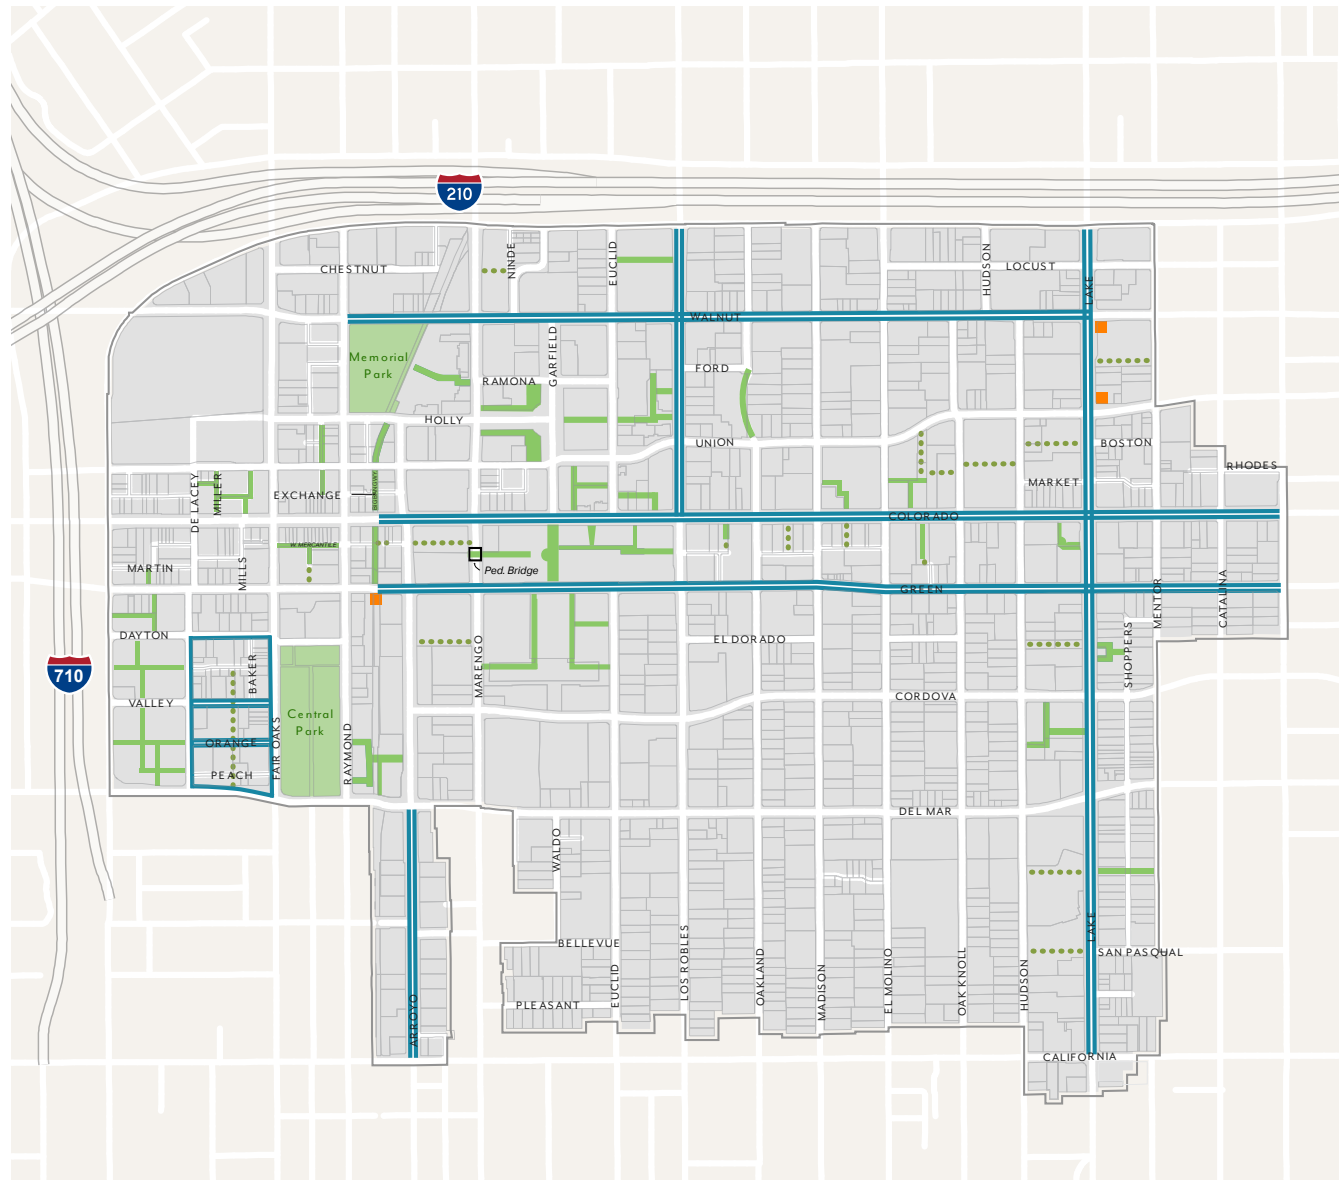 210
NINDE
EUCLID
HUDSON
CHESTNUT
LOCUST
LAKE
WALNUT
Memorial
Park
GARFIELD
FORD
RAMONA
HOLLY
UNION
BOSTON
RHODES
DE LACEY
MILLER
EXCHANGE
MARKET
COLORADO
W. MERCANTILE
MARTIN
MILLS
Ped. Bridge
GREEN
MENTOR
CATALINA
DAYTON
EL DORADO
SHOPPERS
710
BAKER
MARENGO
VALLEY
CORDOVA
Central
Park
ORANGE
FAIR OAKS
RAYMOND
PEACH
DEL MAR
WALDO
LAKE
BELLEVUE
SAN PASQUAL
EUCLID
LOS ROBLES
OAKLAND
MADISON
EL MOLINO
OAK KNOLL
HUDSON
PLEASANT
ARROYO
CALIFORNIA